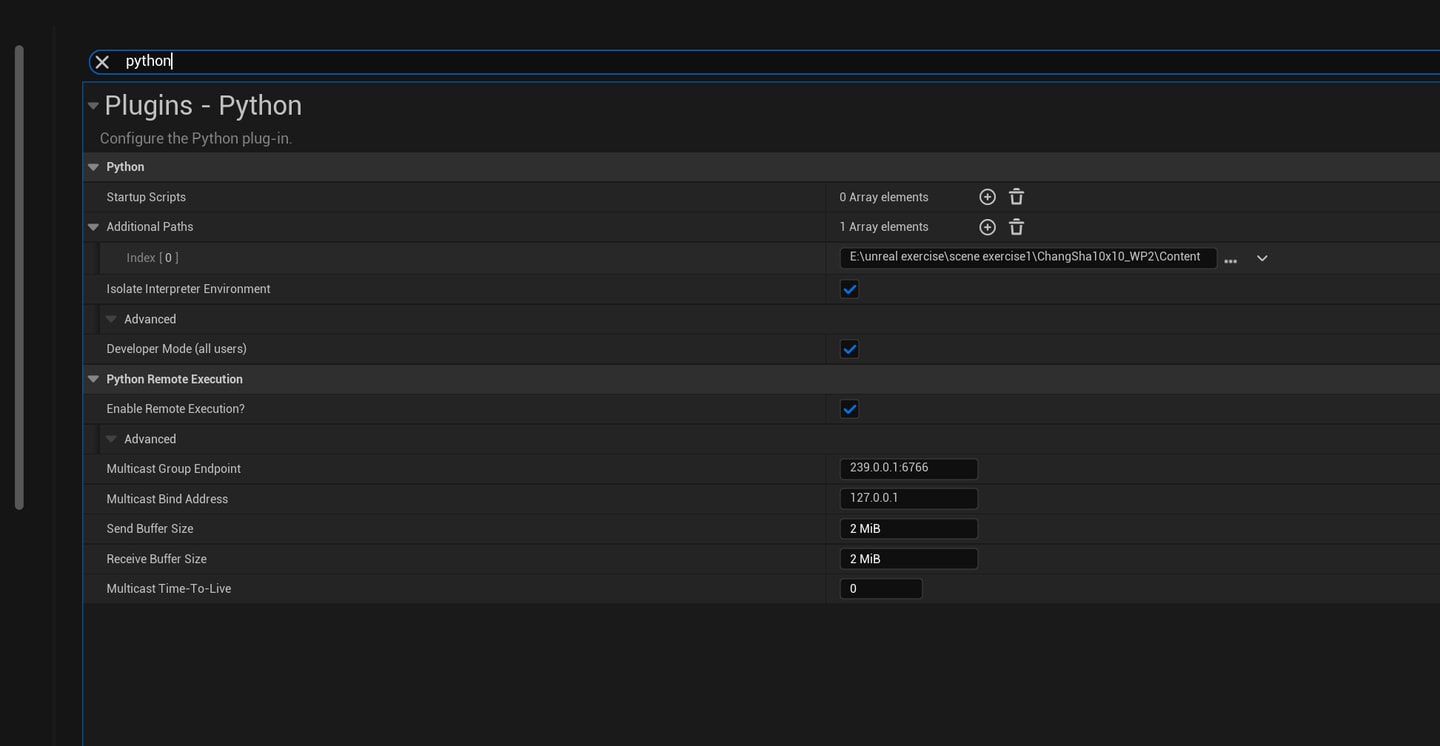 python
Plugins - Python
Configure the Python plug-in.
Python
Startup Scripts 0 Array elements
Additional Paths 1 Array elements
Index [ 0 ] E:\unreal exercise\scene exercise1\ChangSha10x10_WP2\Content
Isolate Interpreter Environment
Advanced
Developer Mode (all users)
Python Remote Execution
Enable Remote Execution?
Advanced
Multicast Group Endpoint 239.0.0.1:6766
Multicast Bind Address 127.0.0.1
Send Buffer Size 2 MiB
Receive Buffer Size 2 MiB
Multicast Time-To-Live 0